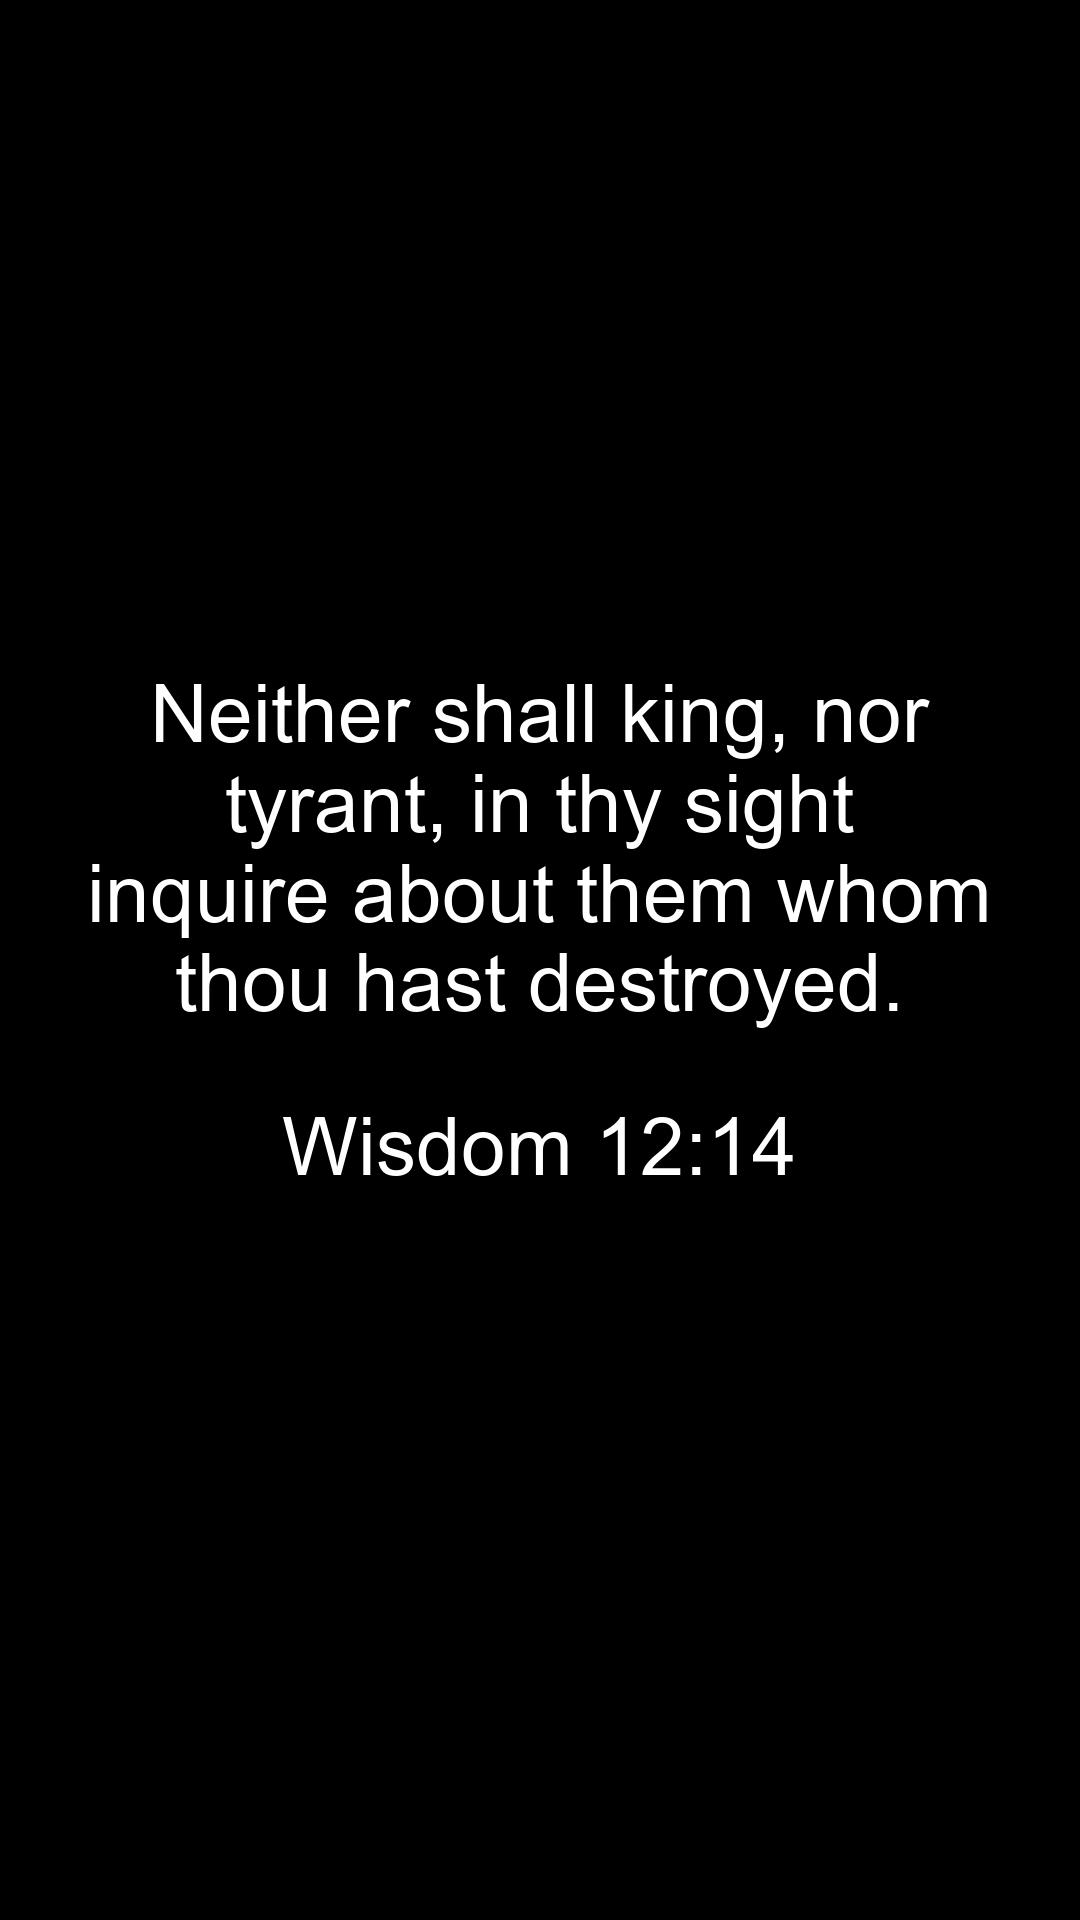 Neither shall king, nor
tyrant, in thy sight
inquire about them whom
thou hast destroyed.
Wisdom 12:14